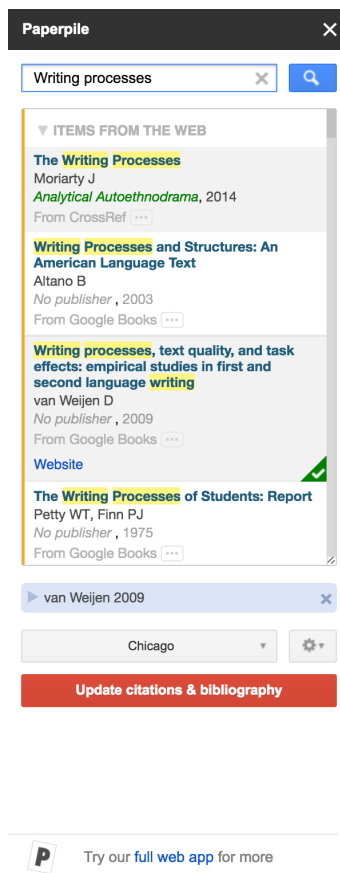 Paperpile
Writing processes
ITEMS FROM THE WEB
The Writing Processes
Moriarty J
Analytical Autoethnodrama, 2014
From CrossRef
Writing Processes and Structures: An
American Language Text
Altano B
No publisher , 2003
From Google Books
Writing processes, text quality, and task
effects: empirical studies in first and
second language writing
van Weijen D
No publisher , 2009
From Google Books
Website
The Writing Processes of Students: Report
Petty WT, Finn PJ
No publisher , 1975
From Google Books
van Weijen 2009
Chicago
Update citations & bibliography
P
Try our full web app for more